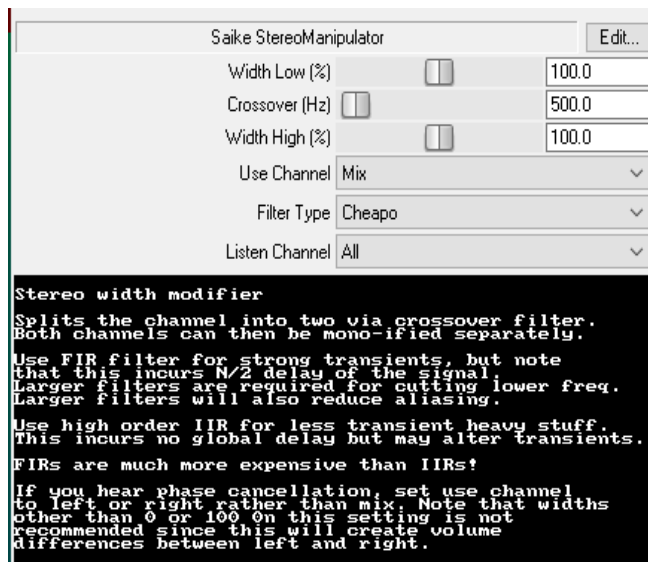 Saike StereoManipulator Edit...
Width Low (%) 100.0
Crossover (Hz) 500.0
Width High (%) 100.0
Use Channel Mix
Filter Type Cheapo
Listen Channel All
Stereo width modifier
Splits the channel into two via crossover filter.
Both channels can then be mono-ified separately.
Use FIR filter for strong transients, but note
that this incurs N/2 delay of the signal.
Larger filters are required for cutting lower freq.
Larger filters will also reduce aliasing.
Use high order IIR for less transient heavy stuff.
This incurs no global delay but may alter transients.
FIRs are much more expensive than IIRs!
If you hear phase cancellation, set use channel
to left or right rather than mix. Note that widths
other than 0 or 100 0n this setting is not
recommended since this will create volume
differences between left and right.